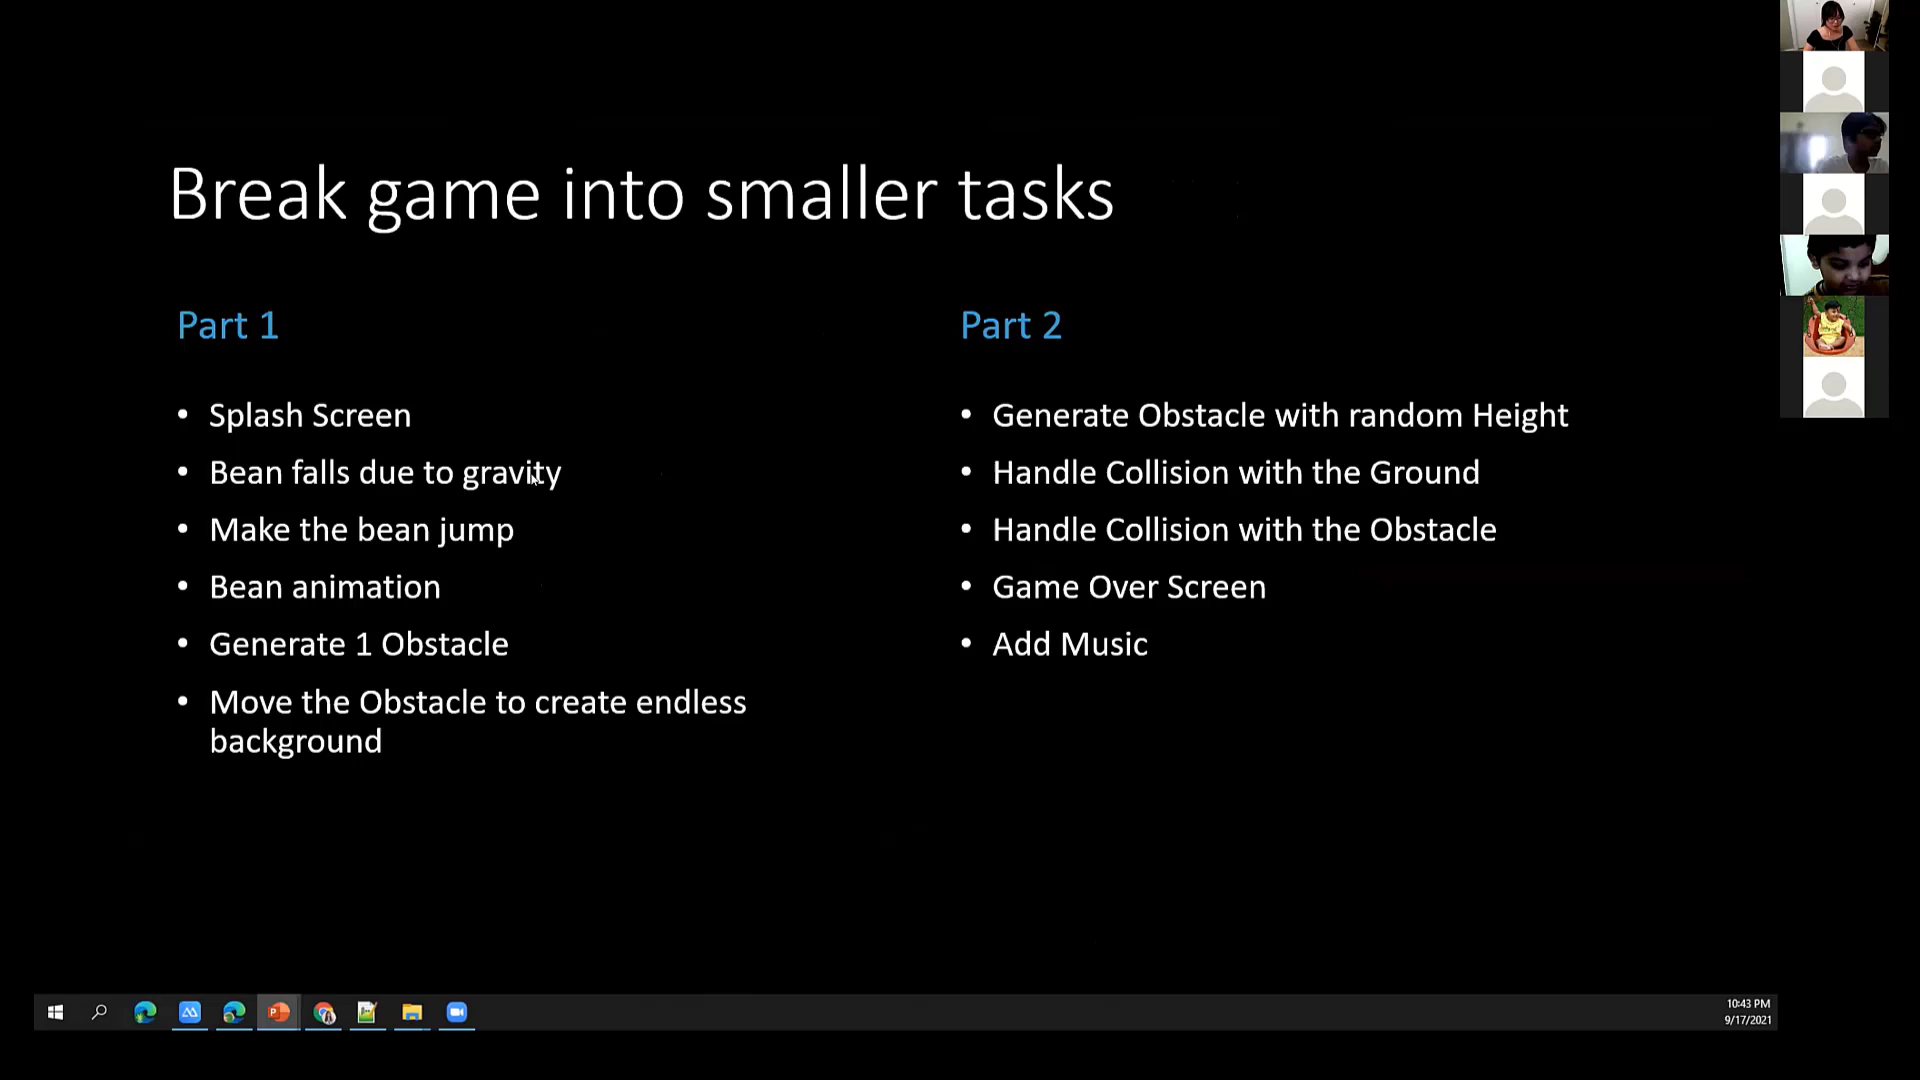 Break game into smaller tasks
Part 1
• Splash Screen
• Bean falls due to gravity
• Make the bean jump
• Bean animation
• Generate 1 Obstacle
• Move the Obstacle to create endless
background
Part 2
• Generate Obstacle with random Height
• Handle Collision with the Ground
• Handle Collision with the Obstacle
• Game Over Screen
• Add Music
10:43 PM
9/17/2021